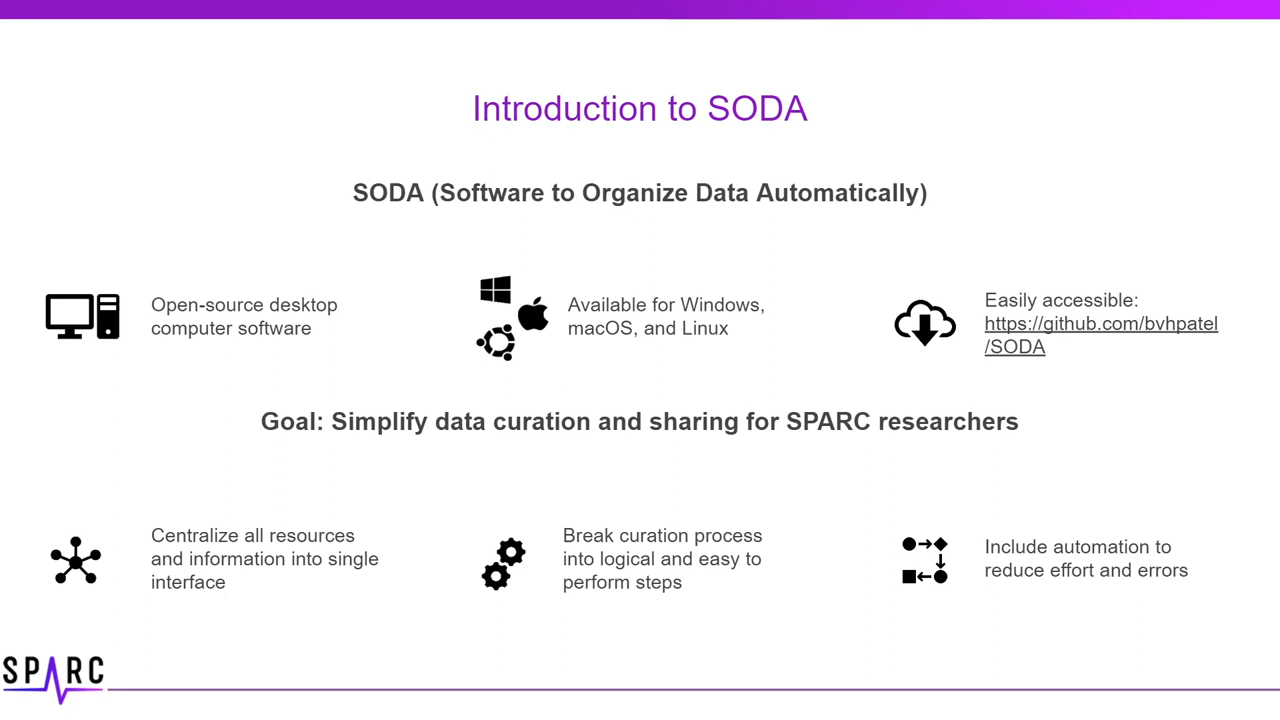 Introduction to SODA
SODA (Software to Organize Data Automatically)
Open-source desktop
computer software
Available for Windows,
macOS, and Linux
Easily accessible:
https://github.com/bvhpatel
/SODA
Goal: Simplify data curation and sharing for SPARC researchers
Centralize all resources
and information into single
interface
Break curation process
into logical and easy to
perform steps
Include automation to
reduce effort and errors
SPARC